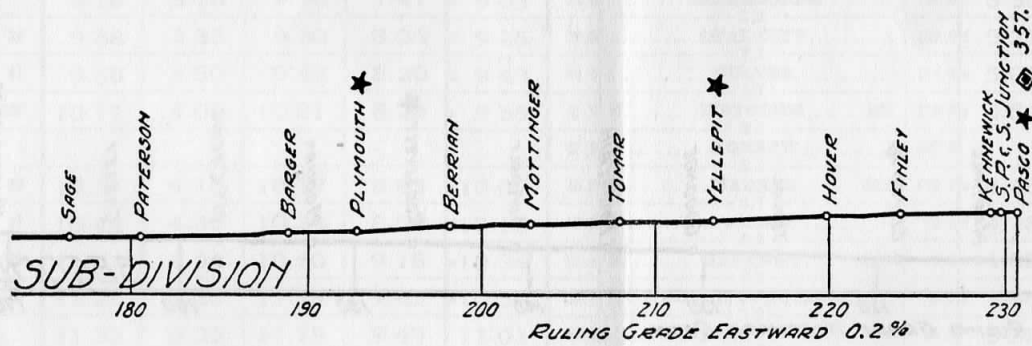 SAGE
PATERSON
BARGER
PLYMOUTH ★
BERRIAN
MOTTINGER
TOMAR
YELLEPIT ★
HOVER
FINLEY
KENNEWICK
S.P.& S. JUNCTION
PASCO ★ 357.
SUB-DIVISION
180 190 200 210 220 230
RULING GRADE EASTWARD 0.2%